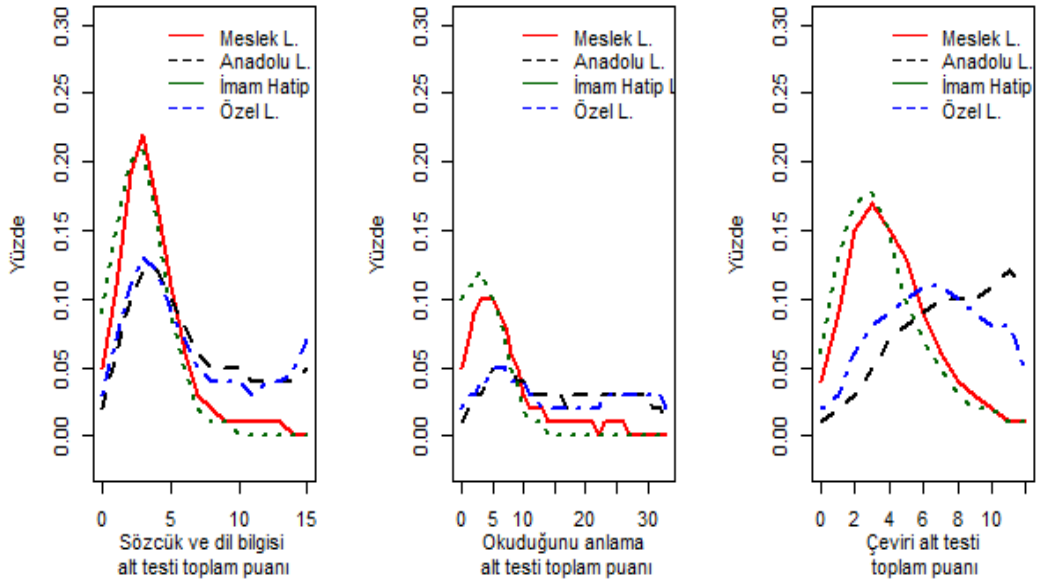 0.30
0.25
0.20
0.15
0.10
0.05
0.00
Yüzde
Meslek L.
Anadolu L.
İmam Hatip
Özel L.
0 5 10 15
Sözcük ve dil bilgisi
alt testi toplam puanı
0.30
0.25
0.20
0.15
0.10
0.05
0.00
Yüzde
Meslek L.
Anadolu L.
İmam Hatip L
Özel L.
0 5 10 20 30
Okuduğunu anlama
alt testi toplam puanı
0.30
0.25
0.20
0.15
0.10
0.05
0.00
Yüzde
Meslek L.
Anadolu L.
İmam Hatip
Özel L.
0 2 4 6 8 10
Çeviri alt testi
toplam puanı